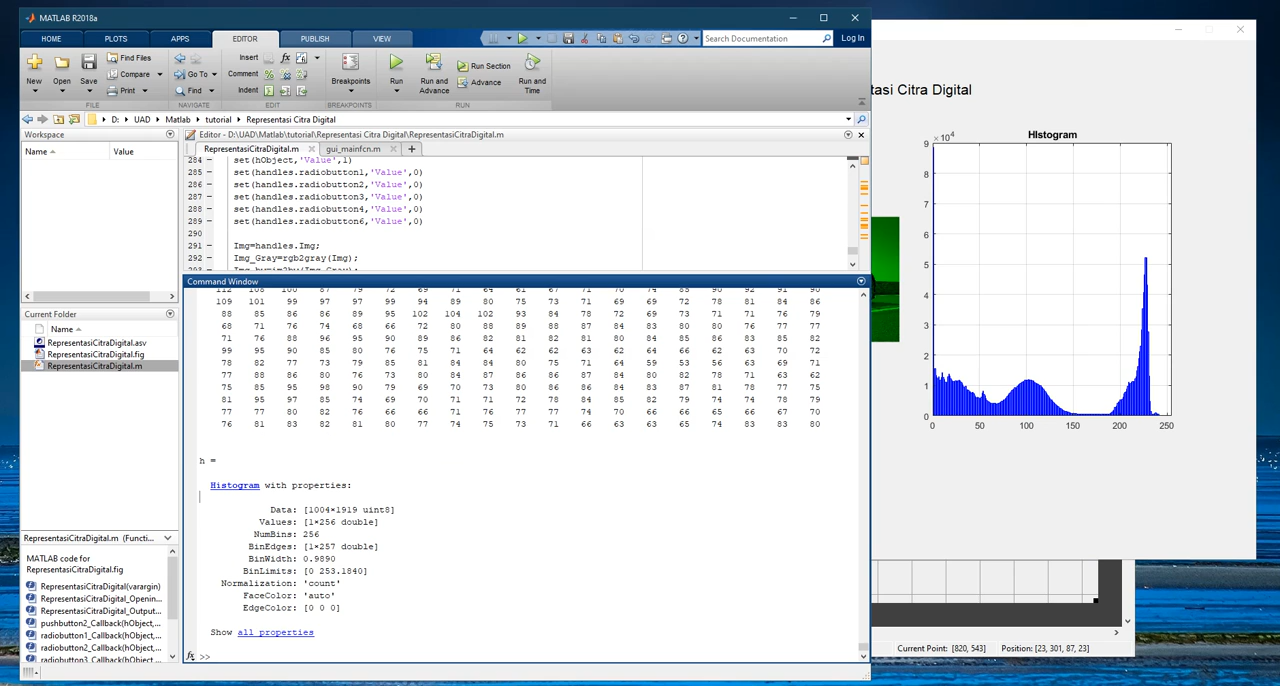 MATLAB R2018a
HOME PLOTS APPS EDITOR PUBLISH VIEW
Search Documentation
Log In
New Open Save
Find Files
Compare
Print
FILE
Go To
Find
NAVIGATE
Insert
Comment
Indent
EDIT
Breakpoints
BREAKPOINTS
Run
Run and Advance
Run Section
Advance
Run and Time
RUN
D: UAD Matlab tutorial Representasi Citra Digital
Workspace
Name Value
Current Folder
Name
RepresentasiCitraDigital.asv
RepresentasiCitraDigital.fig
RepresentasiCitraDigital.m
RepresentasiCitraDigital.m (Functi...
MATLAB code for
RepresentasiCitraDigital.fig
RepresentasiCitraDigital(varargin)
RepresentasiCitraDigital_Openin...
RepresentasiCitraDigital_Output...
pushbutton2_Callback(hObject,...
radiobutton1_Callback(hObject,...
radiobutton2_Callback(hObject,...
radiobutton3_Callback(hObject,...
Editor - D:\UAD\Matlab\tutorial\Representasi Citra Digital\RepresentasiCitraDigital.m
RepresentasiCitraDigital.m gui_mainfcn.m
284 set(hObject,'Value',1)
285 set(handles.radiobutton1,'Value',0)
286 set(handles.radiobutton2,'Value',0)
287 set(handles.radiobutton3,'Value',0)
288 set(handles.radiobutton4,'Value',0)
289 set(handles.radiobutton6,'Value',0)
290
291 Img=handles.Img;
292 Img_Gray=rgb2gray(Img);
Command Window
109 101 99 97 97 99 94 89 80 75 73 71 69 69 72 78 81 84 86
88 85 86 86 89 95 102 104 102 93 84 78 72 69 73 71 71 76 79
68 71 76 74 68 66 72 80 88 89 88 87 84 83 80 80 76 77 77
71 76 88 96 95 90 89 86 82 81 82 81 80 82 86 83 85 82
99 95 90 85 80 76 75 71 64 62 62 63 62 64 66 62 63 70 72
78 82 77 73 79 85 81 84 84 80 75 71 64 59 53 56 63 69 71
77 88 86 80 76 73 80 84 87 86 86 87 84 80 82 78 71 63 62
75 85 95 98 90 79 69 70 73 80 86 86 84 83 87 81 78 77 75
81 95 97 85 74 69 70 71 71 72 78 84 85 82 79 74 74 78 79
77 77 80 82 76 66 66 71 76 77 77 74 70 66 66 65 66 67 70
76 81 83 82 81 80 77 74 75 73 71 66 63 63 65 74 83 83 80
h =
Histogram with properties:
Data: [1004×1919 uint8]
Values: [1×256 double]
NumBins: 256
BinEdges: [1×257 double]
BinWidth: 0.9890
BinLimits: [0 253.1840]
Normalization: 'count'
FaceColor: 'auto'
EdgeColor: [0 0 0]
Show all properties
fx >>
tasi Citra Digital
HIstogram
× 10^4
9
8
7
6
5
4
3
2
1
0
0 50 100 150 200 250
Current Point: [820, 543] Position: [23, 301, 87, 23]